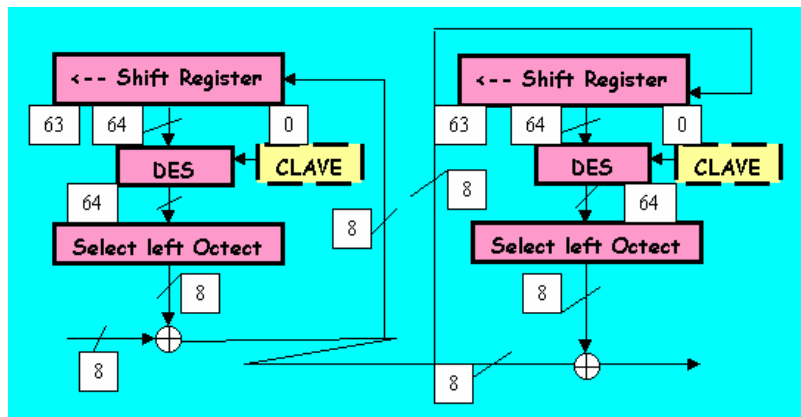 <-- Shift Register
63
64
0
DES
CLAVE
64
Select left Octect
8
8
8
<-- Shift Register
63
64
0
DES
CLAVE
8
64
Select left Octect
8
8